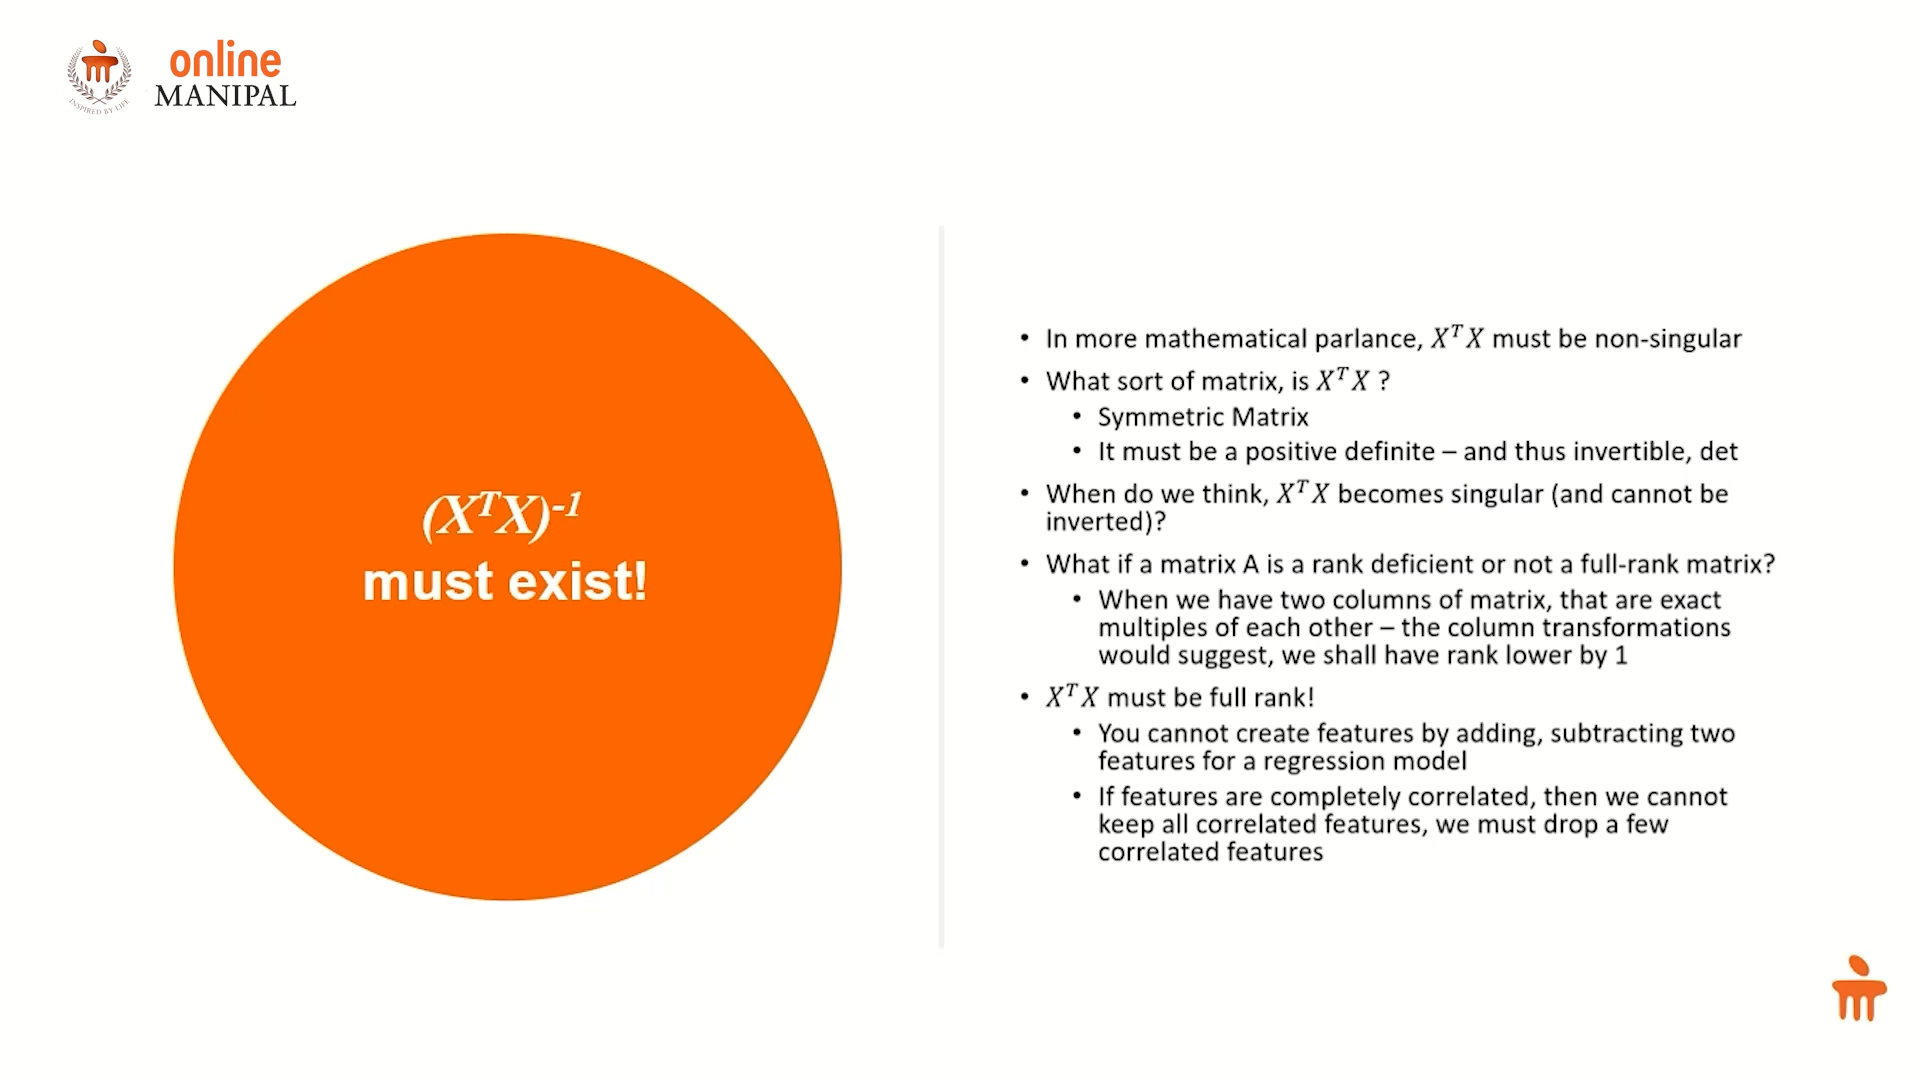 INSPIRED BY LIFE
online
MANIPAL
(XᵀX)⁻¹
must exist!
• In more mathematical parlance, XᵀX must be non-singular
• What sort of matrix, is XᵀX ?
• Symmetric Matrix
• It must be a positive definite – and thus invertible, det
• When do we think, XᵀX becomes singular (and cannot be
inverted)?
• What if a matrix A is a rank deficient or not a full-rank matrix?
• When we have two columns of matrix, that are exact
multiples of each other – the column transformations
would suggest, we shall have rank lower by 1
• XᵀX must be full rank!
• You cannot create features by adding, subtracting two
features for a regression model
• If features are completely correlated, then we cannot
keep all correlated features, we must drop a few
correlated features